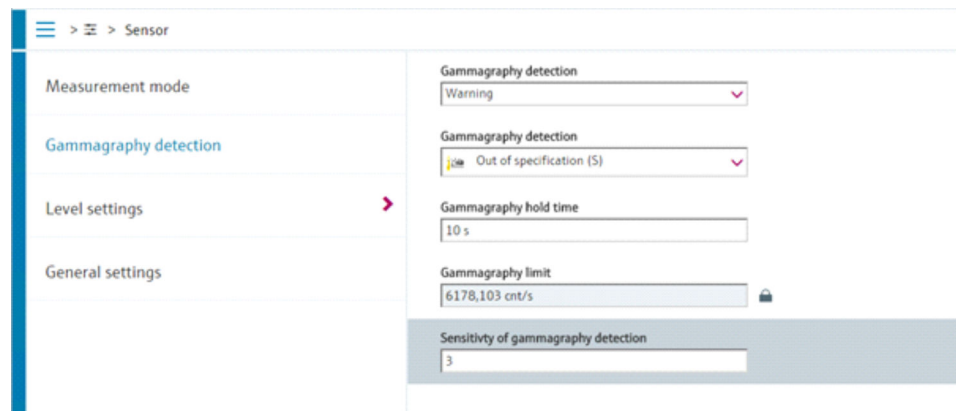 > > Sensor
Measurement mode
Gammagraphy detection
Level settings
General settings
Gammagraphy detection
Warning
Gammagraphy detection
Out of specification (S)
Gammagraphy hold time
10 s
Gammagraphy limit
6178,103 cnt/s
Sensitivty of gammagraphy detection
3